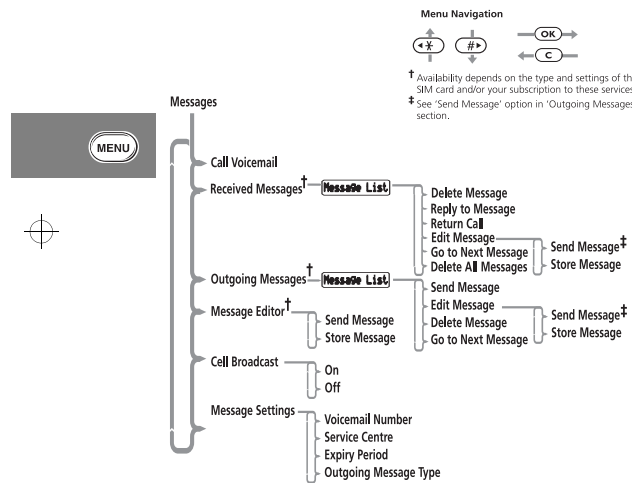 Menu Navigation
OK
C
† Availability depends on the type and settings of th
SIM card and/or your subscription to these services
‡ See 'Send Message' option in 'Outgoing Messages
section.
MENU
Messages
Call Voicemail
Received Messages†
Message List
Delete Message
Reply to Message
Return Call
Edit Message
Send Message‡
Store Message
Go to Next Message
Delete All Messages
Outgoing Messages†
Message List
Send Message
Edit Message
Send Message‡
Store Message
Delete Message
Go to Next Message
Message Editor†
Send Message
Store Message
Cell Broadcast
On
Off
Message Settings
Voicemail Number
Service Centre
Expiry Period
Outgoing Message Type